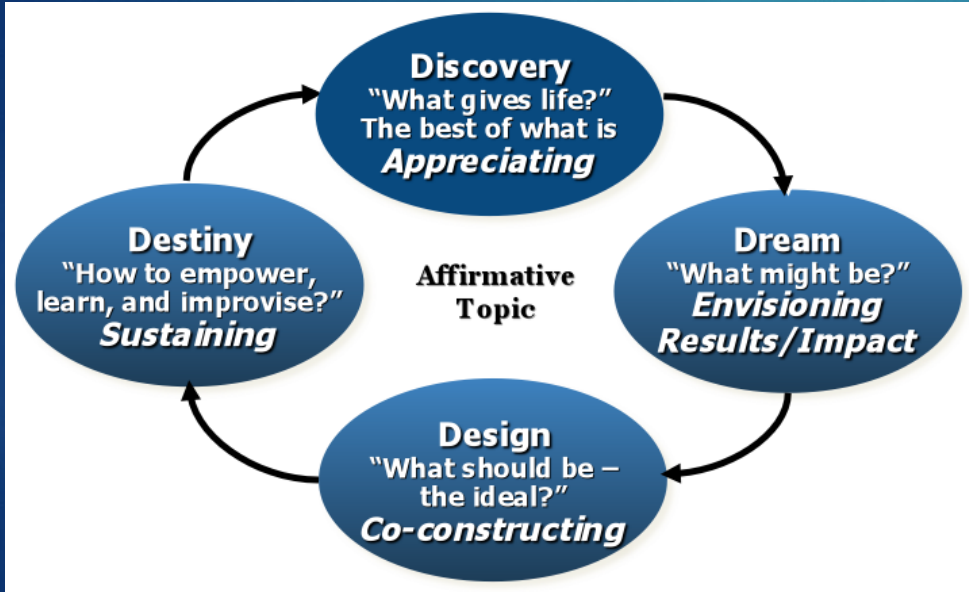 Discovery
“What gives life?”
The best of what is
Appreciating
Dream
“What might be?”
Envisioning
Results/Impact
Affirmative
Topic
Destiny
“How to empower,
learn, and improvise?”
Sustaining
Design
“What should be –
the ideal?”
Co-constructing